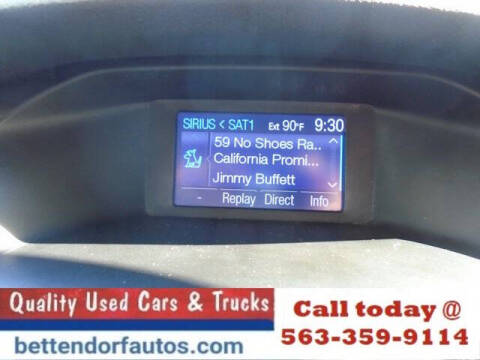 SIRIUS < SAT1 Ext 90°F 9:30
59 No Shoes Ra..
California Promi...
Jimmy Buffett
- Replay Direct Info
Quality Used Cars & Trucks
bettendorfautos.com
Call today @
563-359-9114